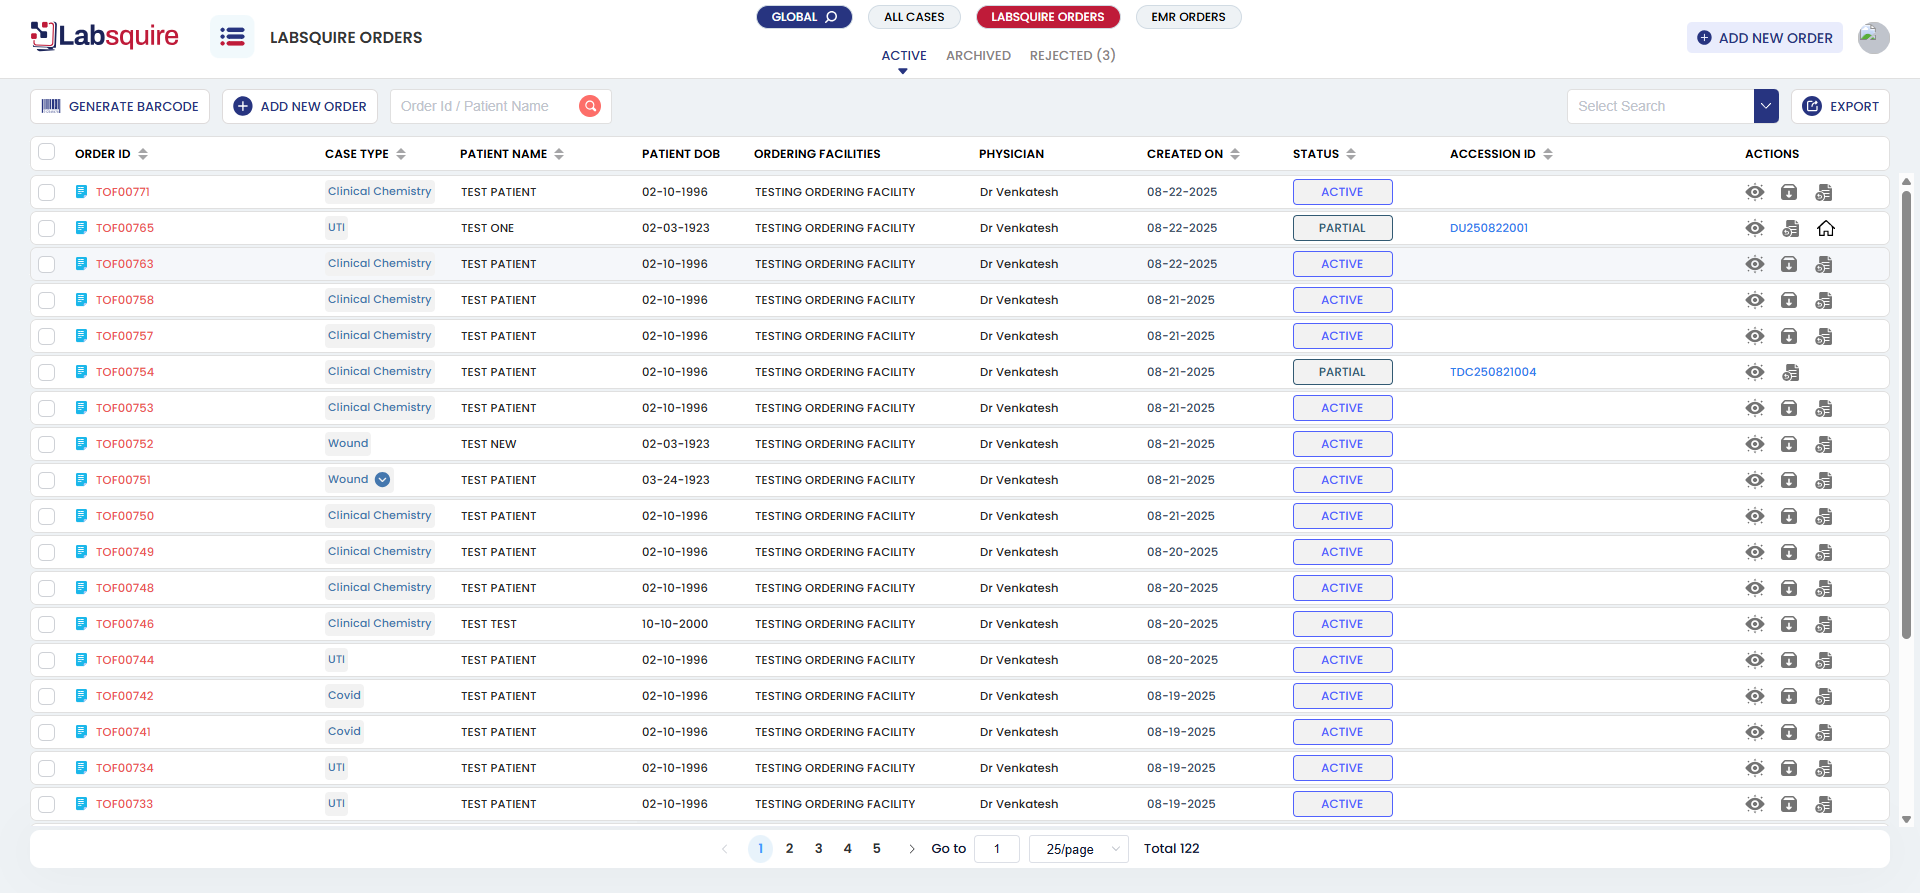 Labsquire
LABSQUIRE ORDERS
GLOBAL ALL CASES LABSQUIRE ORDERS EMR ORDERS
ACTIVE ARCHIVED REJECTED (3)
ADD NEW ORDER
GENERATE BARCODE ADD NEW ORDER Order Id / Patient Name Select Search EXPORT
ORDER ID CASE TYPE PATIENT NAME PATIENT DOB ORDERING FACILITIES PHYSICIAN CREATED ON STATUS ACCESSION ID ACTIONS
TOF00771 Clinical Chemistry TEST PATIENT 02-10-1996 TESTING ORDERING FACILITY Dr Venkatesh 08-22-2025 ACTIVE
TOF00765 UTI TEST ONE 02-03-1923 TESTING ORDERING FACILITY Dr Venkatesh 08-22-2025 PARTIAL DU250822001
TOF00763 Clinical Chemistry TEST PATIENT 02-10-1996 TESTING ORDERING FACILITY Dr Venkatesh 08-22-2025 ACTIVE
TOF00758 Clinical Chemistry TEST PATIENT 02-10-1996 TESTING ORDERING FACILITY Dr Venkatesh 08-21-2025 ACTIVE
TOF00757 Clinical Chemistry TEST PATIENT 02-10-1996 TESTING ORDERING FACILITY Dr Venkatesh 08-21-2025 ACTIVE
TOF00754 Clinical Chemistry TEST PATIENT 02-10-1996 TESTING ORDERING FACILITY Dr Venkatesh 08-21-2025 PARTIAL TDC250821004
TOF00753 Clinical Chemistry TEST PATIENT 02-10-1996 TESTING ORDERING FACILITY Dr Venkatesh 08-21-2025 ACTIVE
TOF00752 Wound TEST NEW 02-03-1923 TESTING ORDERING FACILITY Dr Venkatesh 08-21-2025 ACTIVE
TOF00751 Wound TEST PATIENT 03-24-1923 TESTING ORDERING FACILITY Dr Venkatesh 08-21-2025 ACTIVE
TOF00750 Clinical Chemistry TEST PATIENT 02-10-1996 TESTING ORDERING FACILITY Dr Venkatesh 08-21-2025 ACTIVE
TOF00749 Clinical Chemistry TEST PATIENT 02-10-1996 TESTING ORDERING FACILITY Dr Venkatesh 08-20-2025 ACTIVE
TOF00748 Clinical Chemistry TEST PATIENT 02-10-1996 TESTING ORDERING FACILITY Dr Venkatesh 08-20-2025 ACTIVE
TOF00746 Clinical Chemistry TEST TEST 10-10-2000 TESTING ORDERING FACILITY Dr Venkatesh 08-20-2025 ACTIVE
TOF00744 UTI TEST PATIENT 02-10-1996 TESTING ORDERING FACILITY Dr Venkatesh 08-20-2025 ACTIVE
TOF00742 Covid TEST PATIENT 02-10-1996 TESTING ORDERING FACILITY Dr Venkatesh 08-19-2025 ACTIVE
TOF00741 Covid TEST PATIENT 02-10-1996 TESTING ORDERING FACILITY Dr Venkatesh 08-19-2025 ACTIVE
TOF00734 UTI TEST PATIENT 02-10-1996 TESTING ORDERING FACILITY Dr Venkatesh 08-19-2025 ACTIVE
TOF00733 UTI TEST PATIENT 02-10-1996 TESTING ORDERING FACILITY Dr Venkatesh 08-19-2025 ACTIVE
1 2 3 4 5 Go to 1 25/page Total 122